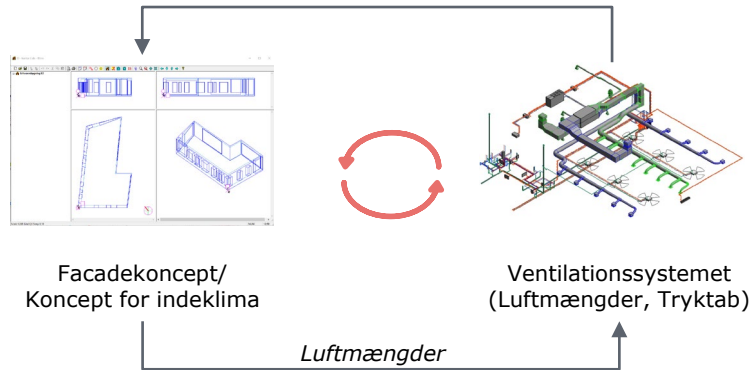 Facadekoncept/
Koncept for indeklima
Ventilationssystemet
(Luftmængder, Tryktab)
Luftmængder